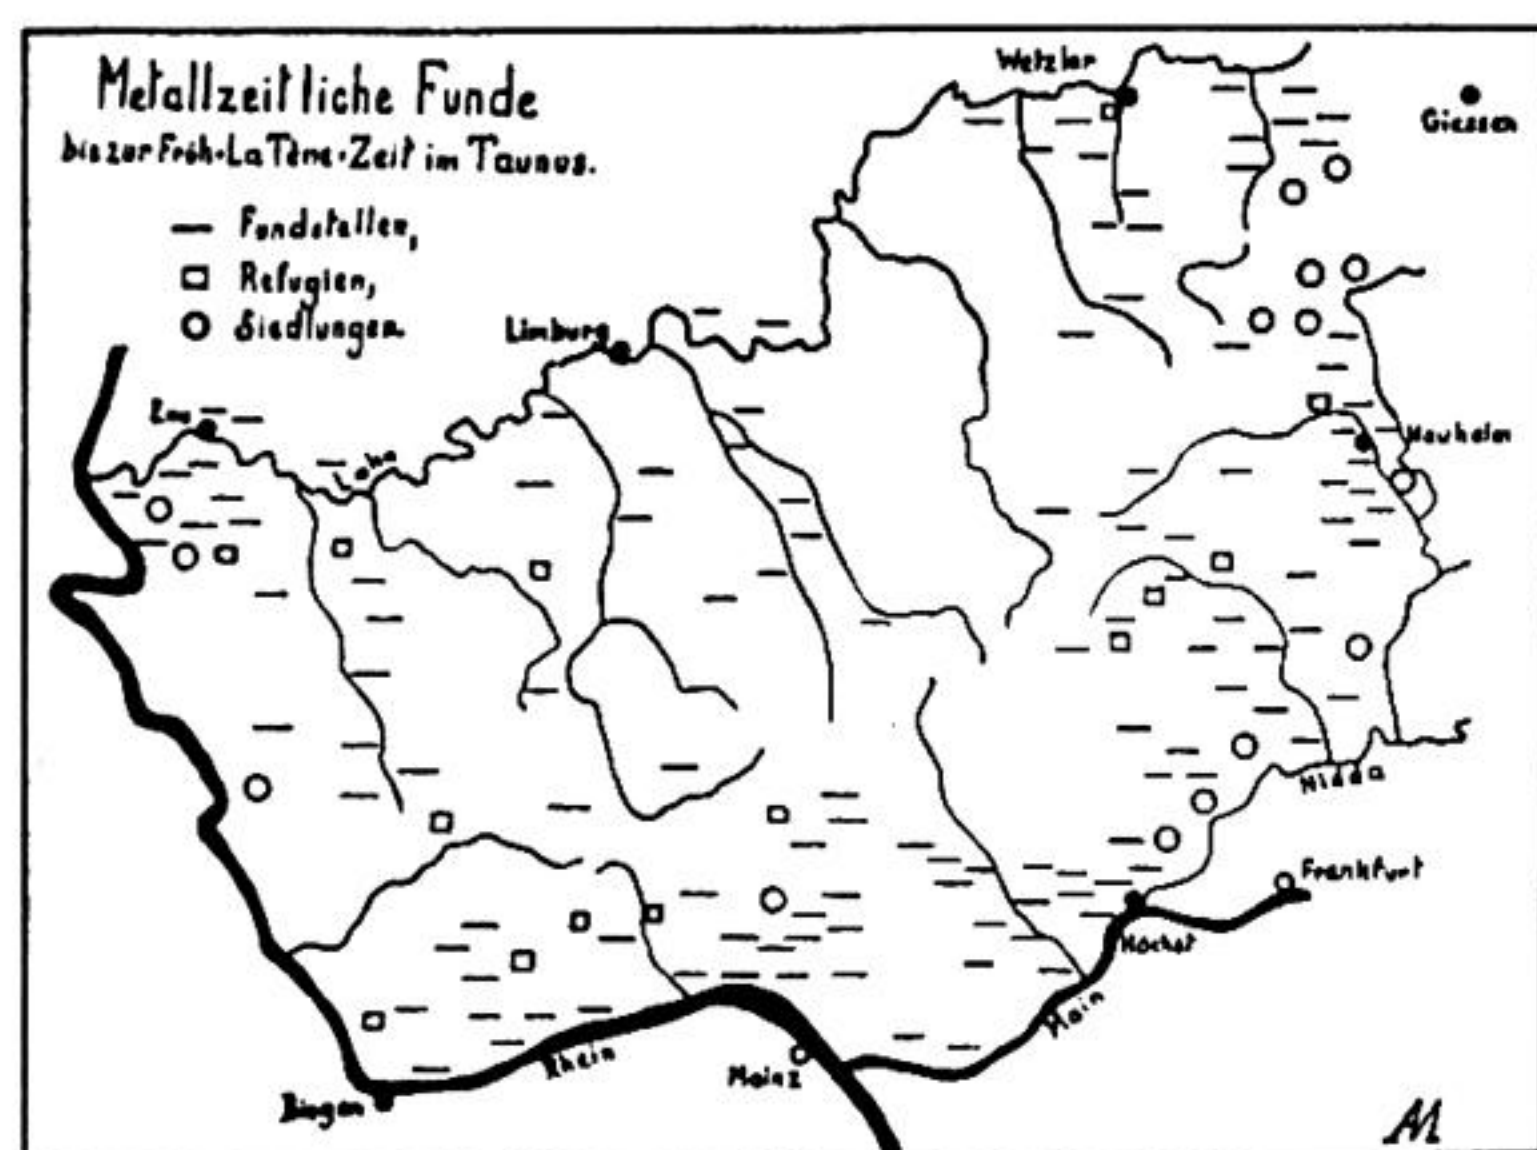 Metallzeitliche Funde
bis zur Früh-La Tène-Zeit im Taunus.
Fundstellen,
Refugien,
Siedlungen.
Wetzlar
Giessen
Limburg
Ems
Lahn
Nauheim
Nidda
Frankfurt
Höchst
Main
Rhein
Mainz
Bingen
AM